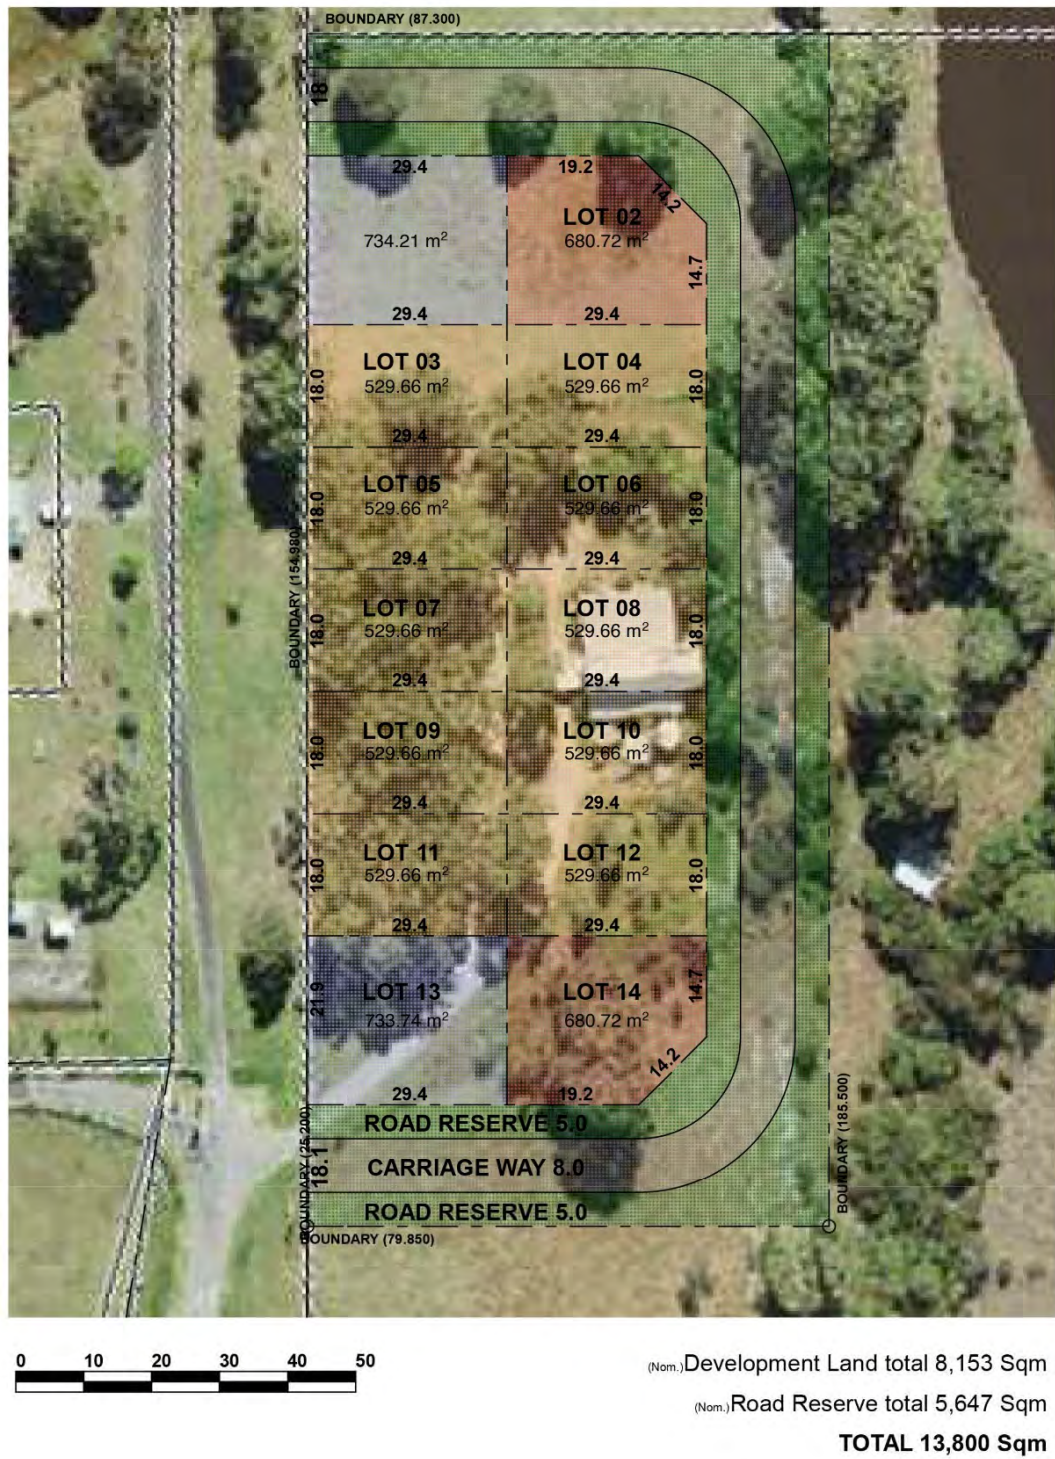 BOUNDARY (87.300)
18
29.4
19.2
14.2
734.21 m²
LOT 02
680.72 m²
14.7
29.4
29.4
LOT 03
529.66 m²
18.0
LOT 04
529.66 m²
18.0
29.4
29.4
LOT 05
529.66 m²
18.0
LOT 06
529.66 m²
18.0
29.4
29.4
BOUNDARY (154.980)
LOT 07
529.66 m²
18.0
LOT 08
529.66 m²
18.0
29.4
29.4
LOT 09
529.66 m²
18.0
LOT 10
529.66 m²
18.0
29.4
29.4
LOT 11
529.66 m²
18.0
LOT 12
529.66 m²
18.0
29.4
29.4
LOT 13
733.74 m²
21.9
LOT 14
680.72 m²
14.7
14.2
29.4
19.2
ROAD RESERVE 5.0
BOUNDARY (25.200)
18.1
CARRIAGE WAY 8.0
BOUNDARY (185.500)
ROAD RESERVE 5.0
BOUNDARY (79.850)
0 10 20 30 40 50
(Nom.)Development Land total 8,153 Sqm
(Nom.)Road Reserve total 5,647 Sqm
TOTAL 13,800 Sqm